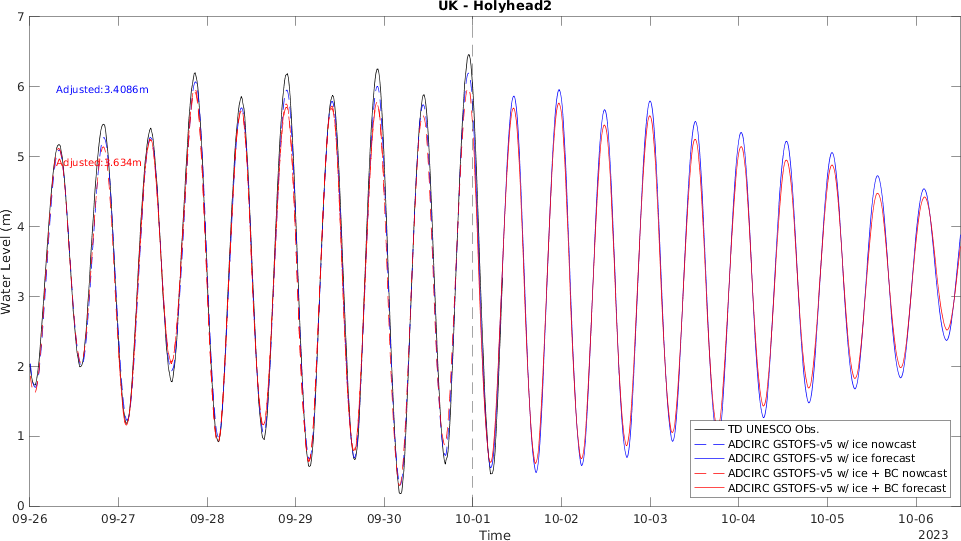 UK - Holyhead2
7
6
5
4
3
2
1
0
Water Level (m)
Adjusted:3.4086m
Adjusted:3.634m
TD UNESCO Obs.
ADCIRC GSTOFS-v5 w/ ice nowcast
ADCIRC GSTOFS-v5 w/ ice forecast
ADCIRC GSTOFS-v5 w/ ice + BC nowcast
ADCIRC GSTOFS-v5 w/ ice + BC forecast
09-26 09-27 09-28 09-29 09-30 10-01 10-02 10-03 10-04 10-05 10-06
Time
2023